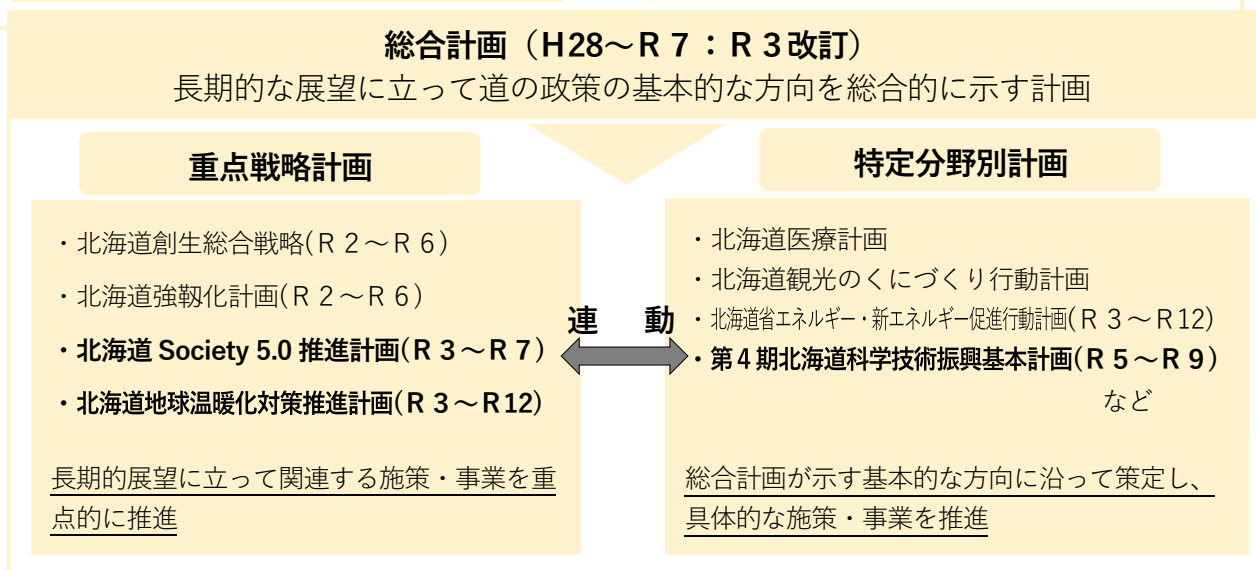 総合計画（H28～R７：R３改訂）
長期的な展望に立って道の政策の基本的な方向を総合的に示す計画
重点戦略計画
・北海道創生総合戦略(R２～R６)
・北海道強靱化計画(R２～R６)
・北海道 Society 5.0 推進計画(R３～R７)
・北海道地球温暖化対策推進計画(R３～R12)
長期的展望に立って関連する施策・事業を重
点的に推進
連　動
特定分野別計画
・北海道医療計画
・北海道観光のくにづくり行動計画
・北海道省エネルギー・新エネルギー促進行動計画(R３～R12)
・第４期北海道科学技術振興基本計画(R５～R９)
など
総合計画が示す基本的な方向に沿って策定し、
具体的な施策・事業を推進